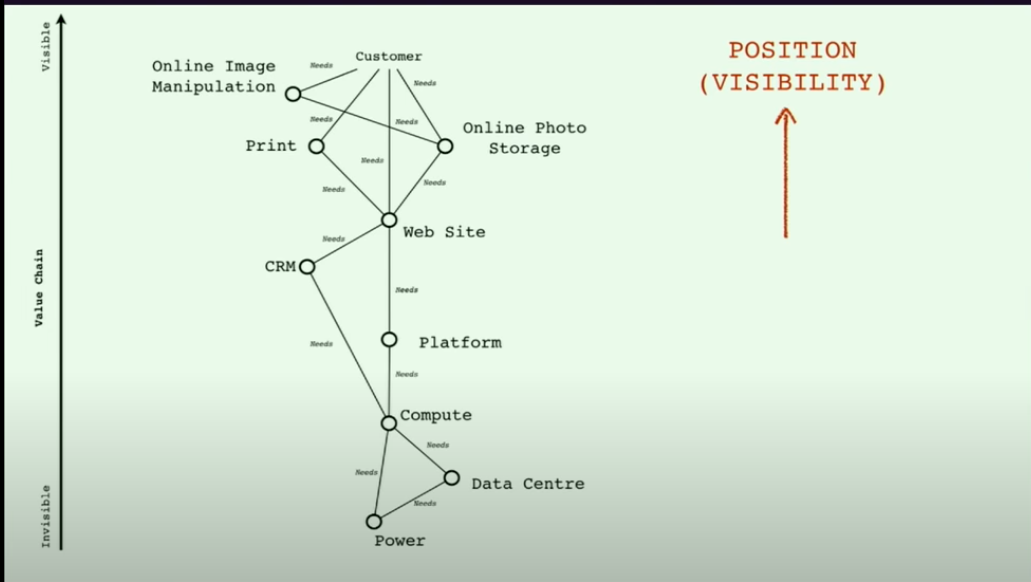 Visible
Customer
Needs
Online Image
Manipulation
Needs
Needs
Needs
Online Photo
Storage
Print
Needs
Needs
Needs
Web Site
Needs
CRM
Value Chain
Needs
Platform
Needs
Needs
Compute
Needs
Needs
Data Centre
Invisible
Needs
Power
POSITION
(VISIBILITY)